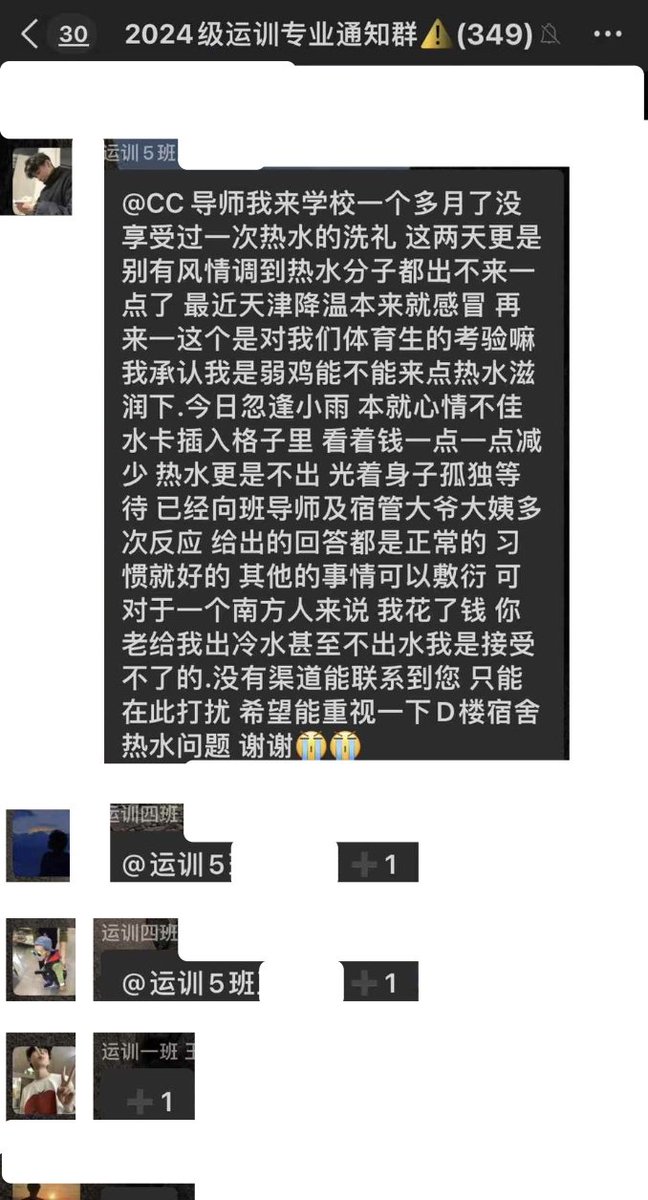 30
2024级运训专业通知群⚠️(349)
运训5班
@CC 导师我来学校一个多月了没
享受过一次热水的洗礼 这两天更是
别有风情调到热水分子都出不来一
点了 最近天津降温本来就感冒 再
来一这个是对我们体育生的考验嘛
我承认我是弱鸡能不能来点热水滋
润下.今日忽逢小雨 本就心情不佳
水卡插入格子里 看着钱一点一点减
少 热水更是不出 光着身子孤独等
待 已经向班导师及宿管大爷大姨多
次反应 给出的回答都是正常的 习
惯就好的 其他的事情可以敷衍 可
对于一个南方人来说 我花了钱 你
老给我出冷水甚至不出水我是接受
不了的.没有渠道能联系到您 只能
在此打扰 希望能重视一下D楼宿舍
热水问题 谢谢😭😭
运训四班
@运训5 ➕1
运训四班
@运训5班 ➕1
运训一班 王
➕1